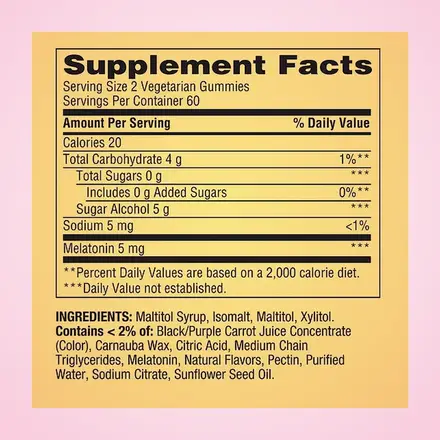 Supplement Facts
Serving Size 2 Vegetarian Gummies
Servings Per Container 60
Amount Per Serving % Daily Value
Calories 20
Total Carbohydrate 4 g 1%**
Total Sugars 0 g ***
Includes 0 g Added Sugars 0%**
Sugar Alcohol 5 g ***
Sodium 5 mg <1%
Melatonin 5 mg ***
**Percent Daily Values are based on a 2,000 calorie diet.
***Daily Value not established.
INGREDIENTS: Maltitol Syrup, Isomalt, Maltitol, Xylitol.
Contains < 2% of: Black/Purple Carrot Juice Concentrate
(Color), Carnauba Wax, Citric Acid, Medium Chain
Triglycerides, Melatonin, Natural Flavors, Pectin, Purified
Water, Sodium Citrate, Sunflower Seed Oil.